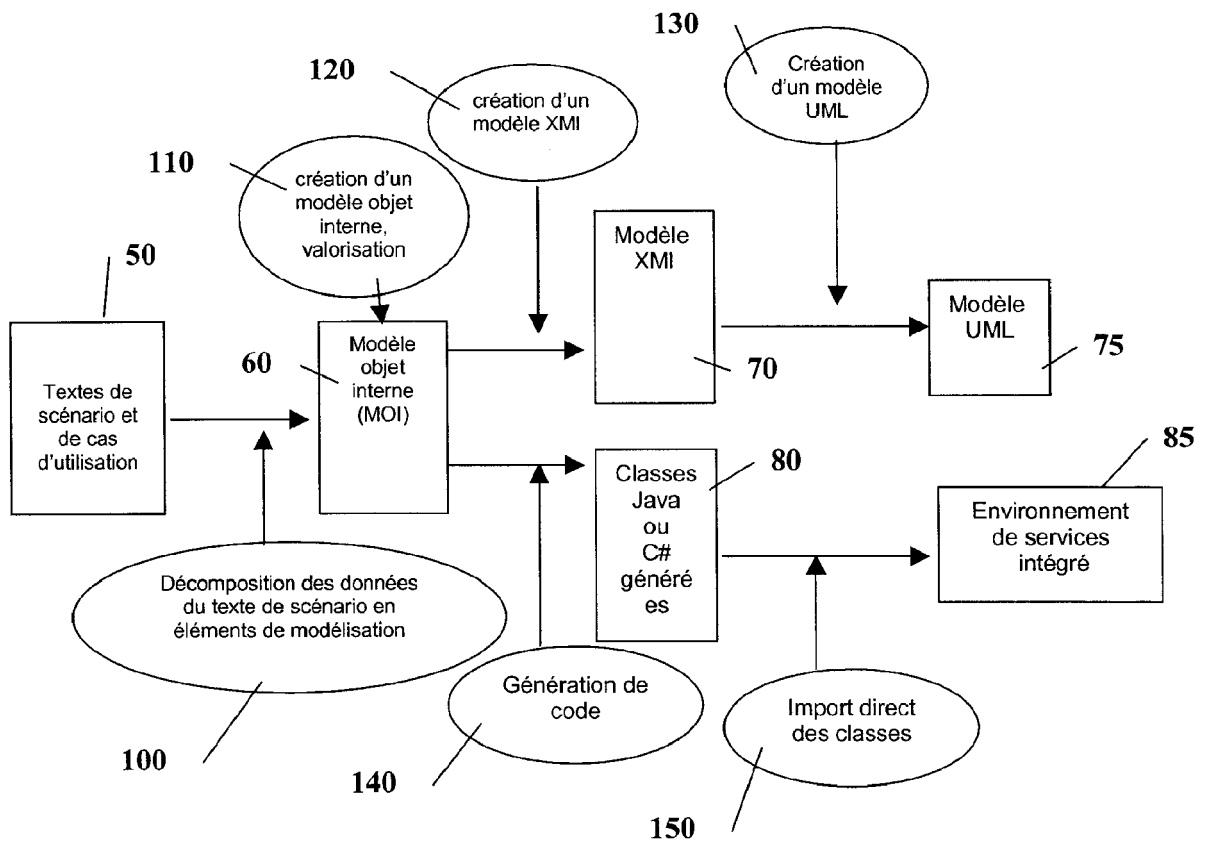 130
Création
d'un modèle
UML
120
création d'un
modèle XMI
110
création d'un
modèle objet
interne,
valorisation
50
Textes de
scénario et
de cas
d'utilisation
60
Modèle
objet
interne
(MOI)
Modèle
XMI
70
Modèle
UML
75
Classes
Java
ou
C#
généré
es
80
85
Environnement
de services
intégré
Décomposition des données
du texte de scénario en
éléments de modélisation
100
Génération de
code
140
Import direct
des classes
150